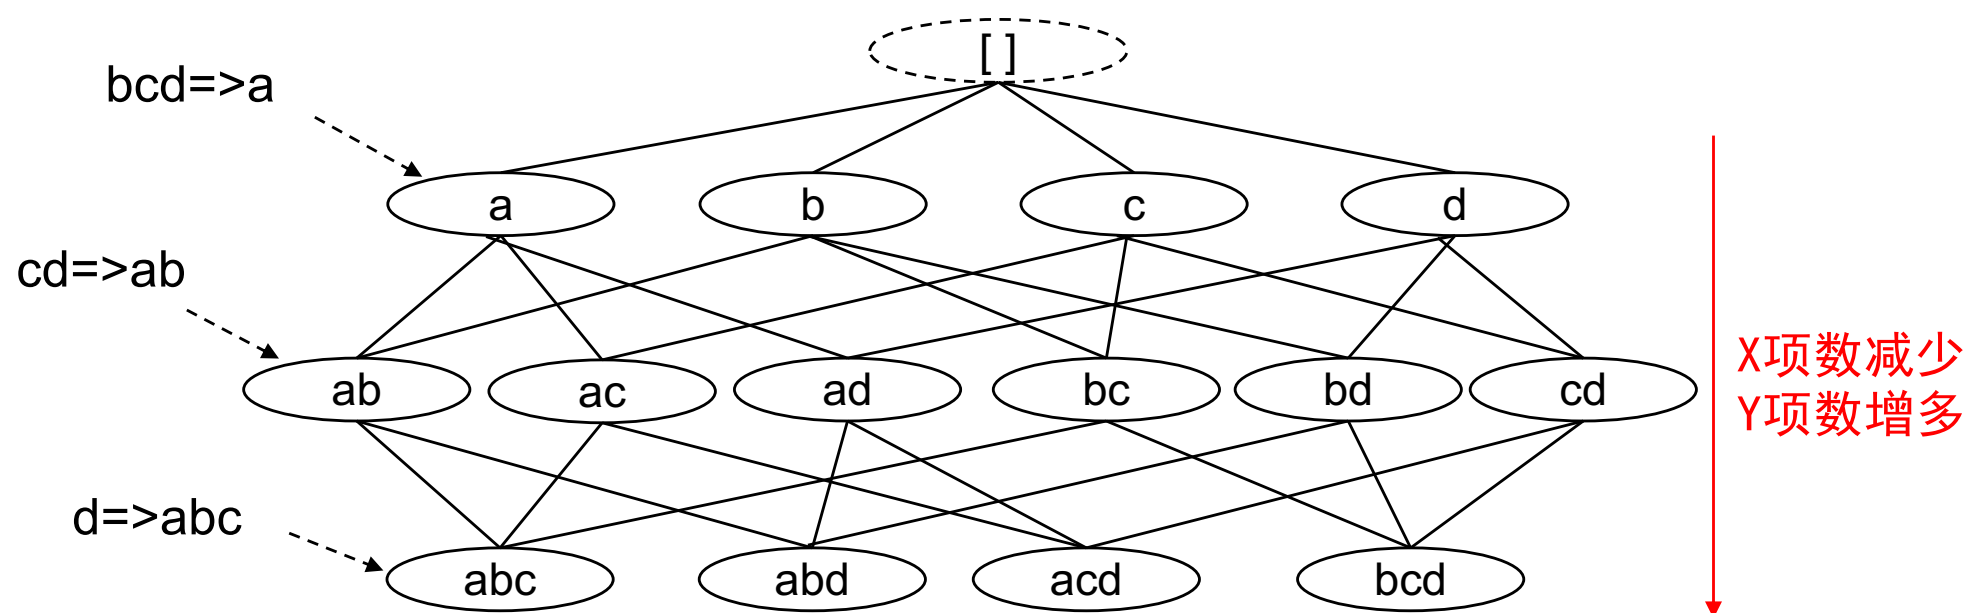 [ ]
bcd=>a
a
b
c
d
cd=>ab
X项数减少
Y项数增多
ab
ac
ad
bc
bd
cd
d=>abc
abc
abd
acd
bcd